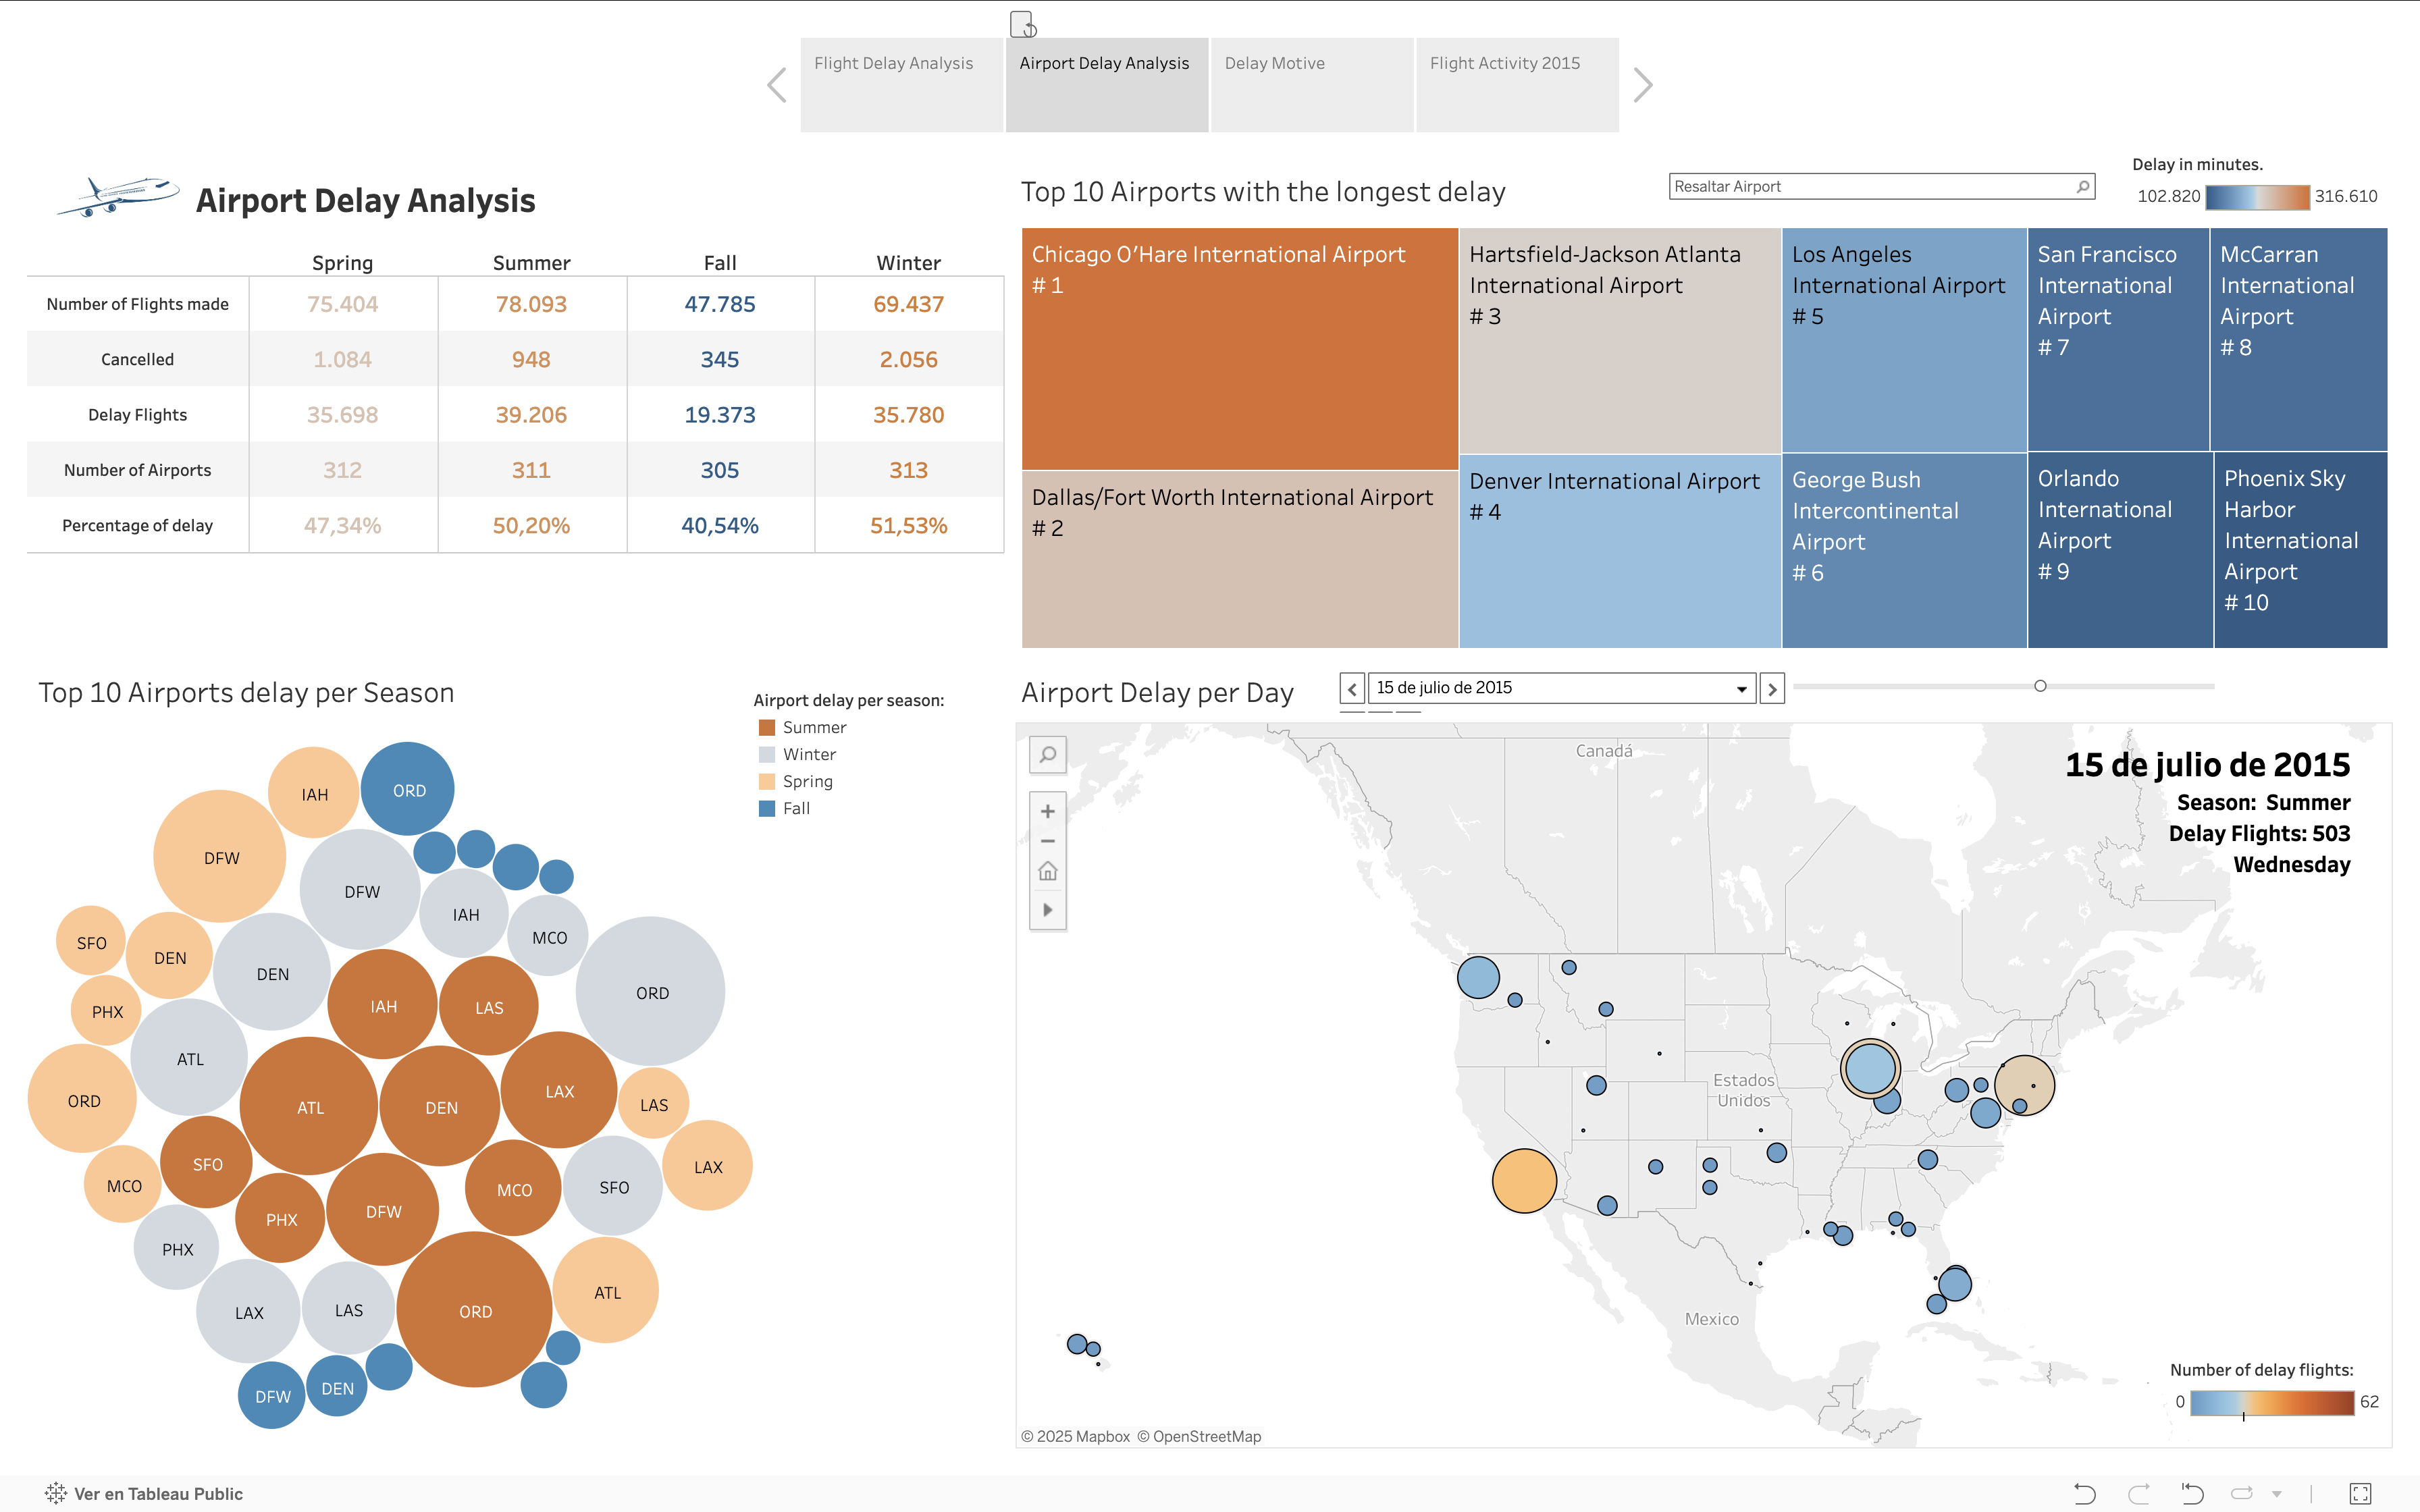 Flight Delay Analysis
Airport Delay Analysis
Delay Motive
Flight Activity 2015
Airport Delay Analysis
Spring Summer Fall Winter
Number of Flights made 75.404 78.093 47.785 69.437
Cancelled 1.084 948 345 2.056
Delay Flights 35.698 39.206 19.373 35.780
Number of Airports 312 311 305 313
Percentage of delay 47,34% 50,20% 40,54% 51,53%
Top 10 Airports with the longest delay
Resaltar Airport
Delay in minutes.
102.820 316.610
Chicago O'Hare International Airport
# 1
Dallas/Fort Worth International Airport
# 2
Hartsfield-Jackson Atlanta
International Airport
# 3
Denver International Airport
# 4
Los Angeles
International Airport
# 5
George Bush
Intercontinental
Airport
# 6
San Francisco
International
Airport
# 7
McCarran
International
Airport
# 8
Orlando
International
Airport
# 9
Phoenix Sky
Harbor
International
Airport
# 10
Top 10 Airports delay per Season
Airport delay per season:
Summer
Winter
Spring
Fall
IAH
ORD
DFW
DFW
IAH
MCO
SFO
DEN
DEN
ORD
PHX
IAH
LAS
ATL
ORD
ATL
DEN
LAX
LAS
SFO
MCO
MCO
SFO
LAX
PHX
DFW
PHX
LAX
LAS
ORD
ATL
DFW
DEN
Airport Delay per Day
15 de julio de 2015
Canadá
15 de julio de 2015
Season: Summer
Delay Flights: 503
Wednesday
Estados
Unidos
Mexico
Number of delay flights:
0 62
© 2025 Mapbox © OpenStreetMap
Ver en Tableau Public